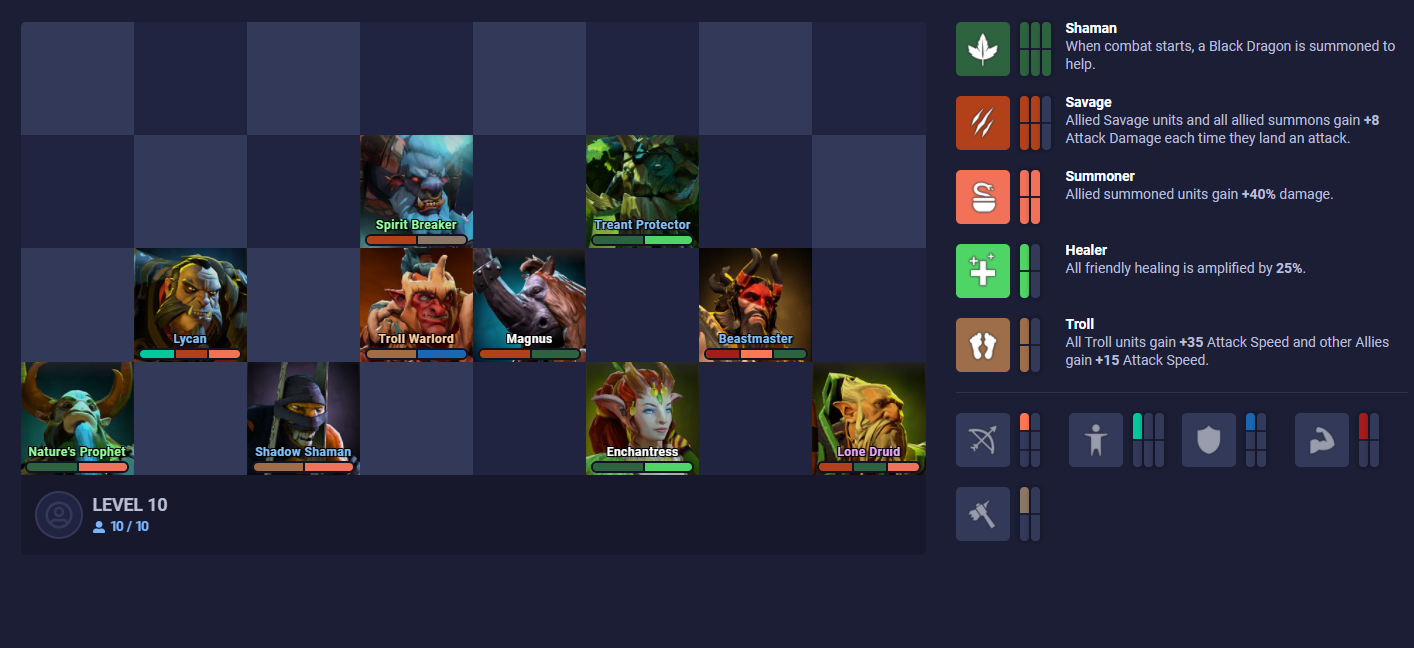 Spirit Breaker
Treant Protector
Lycan
Troll Warlord
Magnus
Beastmaster
Nature's Prophet
Shadow Shaman
Enchantress
Lone Druid
LEVEL 10
10 / 10
Shaman
When combat starts, a Black Dragon is summoned to
help.
Savage
Allied Savage units and all allied summons gain +8
Attack Damage each time they land an attack.
Summoner
Allied summoned units gain +40% damage.
Healer
All friendly healing is amplified by 25%.
Troll
All Troll units gain +35 Attack Speed and other Allies
gain +15 Attack Speed.